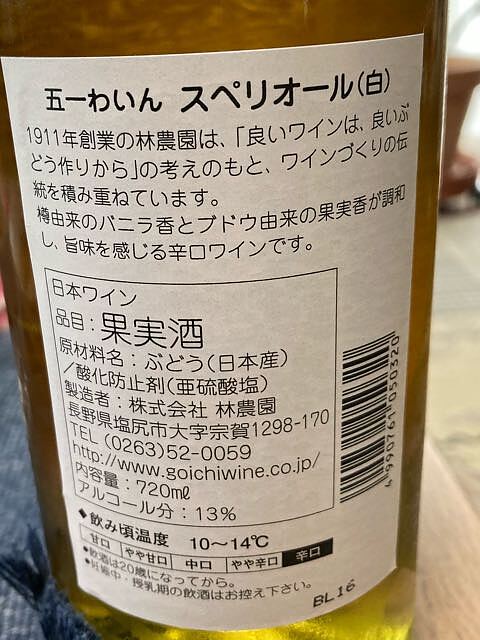 五一わいん スペリオール(白)
1911年創業の林農園は、「良いワインは、良いぶ
どう作りから」の考えのもと、ワインづくりの伝
統を積み重ねています。
樽由来のバニラ香とブドウ由来の果実香が調和
し、旨味を感じる辛口ワインです。
日本ワイン
品目：果実酒
原材料名：ぶどう(日本産)
/酸化防止剤(亜硫酸塩)
製造者：株式会社 林農園
長野県塩尻市大字宗賀1298-170
TEL (0263)52-0059
http://www.goichiwine.co.jp/
内容量：720ml
アルコール分：13%
4 990761 050320
◆飲み頃温度 10～14℃
甘口 やや甘口 中口 やや辛口 辛口
●飲酒は20歳になってから。
●妊娠中・授乳期の飲酒はお控え下さい。
BL16